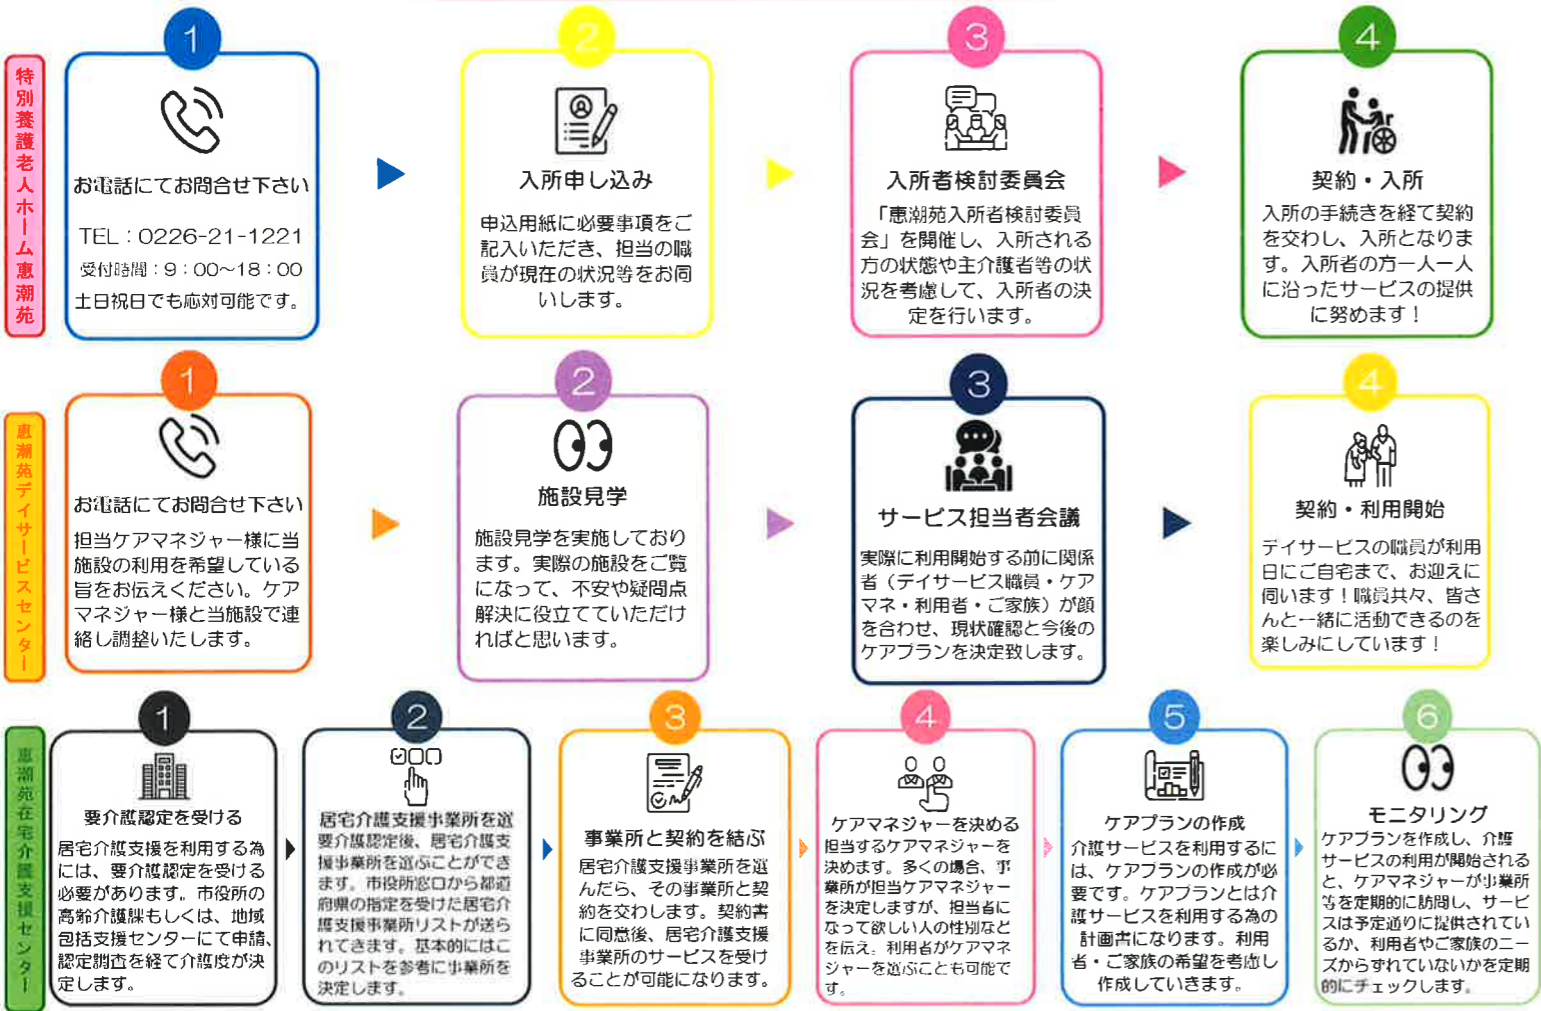 特別養護老人ホーム恵潮苑
1
お電話にてお問合せ下さい
TEL：0226-21-1221
受付時間：9：00～18：00
土日祝日でも応対可能です。
2
入所申し込み
申込用紙に必要事項をご
記入いただき、担当の職
員が現在の状況等をお伺
いします。
3
入所者検討委員会
「恵潮苑入所者検討委員
会」を開催し、入所される
方の状態や主介護者等の状
況を考慮して、入所者の決
定を行います。
4
契約・入所
入所の手続きを経て契約
を交わし、入所となりま
す。入所者の方一人一人
に沿ったサービスの提供
に努めます！
恵潮苑デイサービスセンター
1
お電話にてお問合せ下さい
担当ケアマネジャー様に当
施設の利用を希望している
旨をお伝えください。ケア
マネジャー様と当施設で連
絡し調整いたします。
2
施設見学
施設見学を実施しており
ます。実際の施設をご覧
になって、不安や疑問点
解決に役立てていただけ
ればと思います。
3
サービス担当者会議
実際に利用開始する前に関係
者（デイサービス職員・ケア
マネ・利用者・ご家族）が顔
を合わせ、現状確認と今後の
ケアプランを決定致します。
4
契約・利用開始
デイサービスの職員が利用
日にご自宅まで、お迎えに
伺います！職員共々、皆さ
んと一緒に活動できるのを
楽しみにしています！
恵潮苑在宅介護支援センター
1
要介護認定を受ける
居宅介護支援を利用する為
には、要介護認定を受ける
必要があります。市役所の
高齢介護課もしくは、地域
包括支援センターにて申請、
認定調査を経て介護度が決
定します。
2
居宅介護支援事業所を選
要介護認定後、居宅介護支
援事業所を選ぶことができ
ます。市役所窓口から都道
府県の指定を受けた居宅介
護支援事業所リストが送ら
れてきます。基本的にはこ
のリストを参考に事業所を
決定します。
3
事業所と契約を結ぶ
居宅介護支援事業所を選
んだら、その事業所と契
約を交わします。契約書
に同意後、居宅介護支援
事業所のサービスを受け
ることが可能になります。
4
ケアマネジャーを決める
担当するケアマネジャーを
決めます。多くの場合、事
業所が担当ケアマネジャー
を決定しますが、担当者に
なって欲しい人の性別など
を伝え、利用者がケアマネ
ジャーを選ぶことも可能で
す。
5
ケアプランの作成
介護サービスを利用するに
は、ケアプランの作成が必
要です。ケアプランとは介
護サービスを利用する為の
計画書になります。利用
者・ご家族の希望を考慮し
作成していきます。
6
モニタリング
ケアプランを作成し、介護
サービスの利用が開始される
と、ケアマネジャーが事業所
等を定期的に訪問し、サービ
スは予定通りに提供されてい
るか、利用者やご家族のニー
ズからずれていないかを定期
的にチェックします。